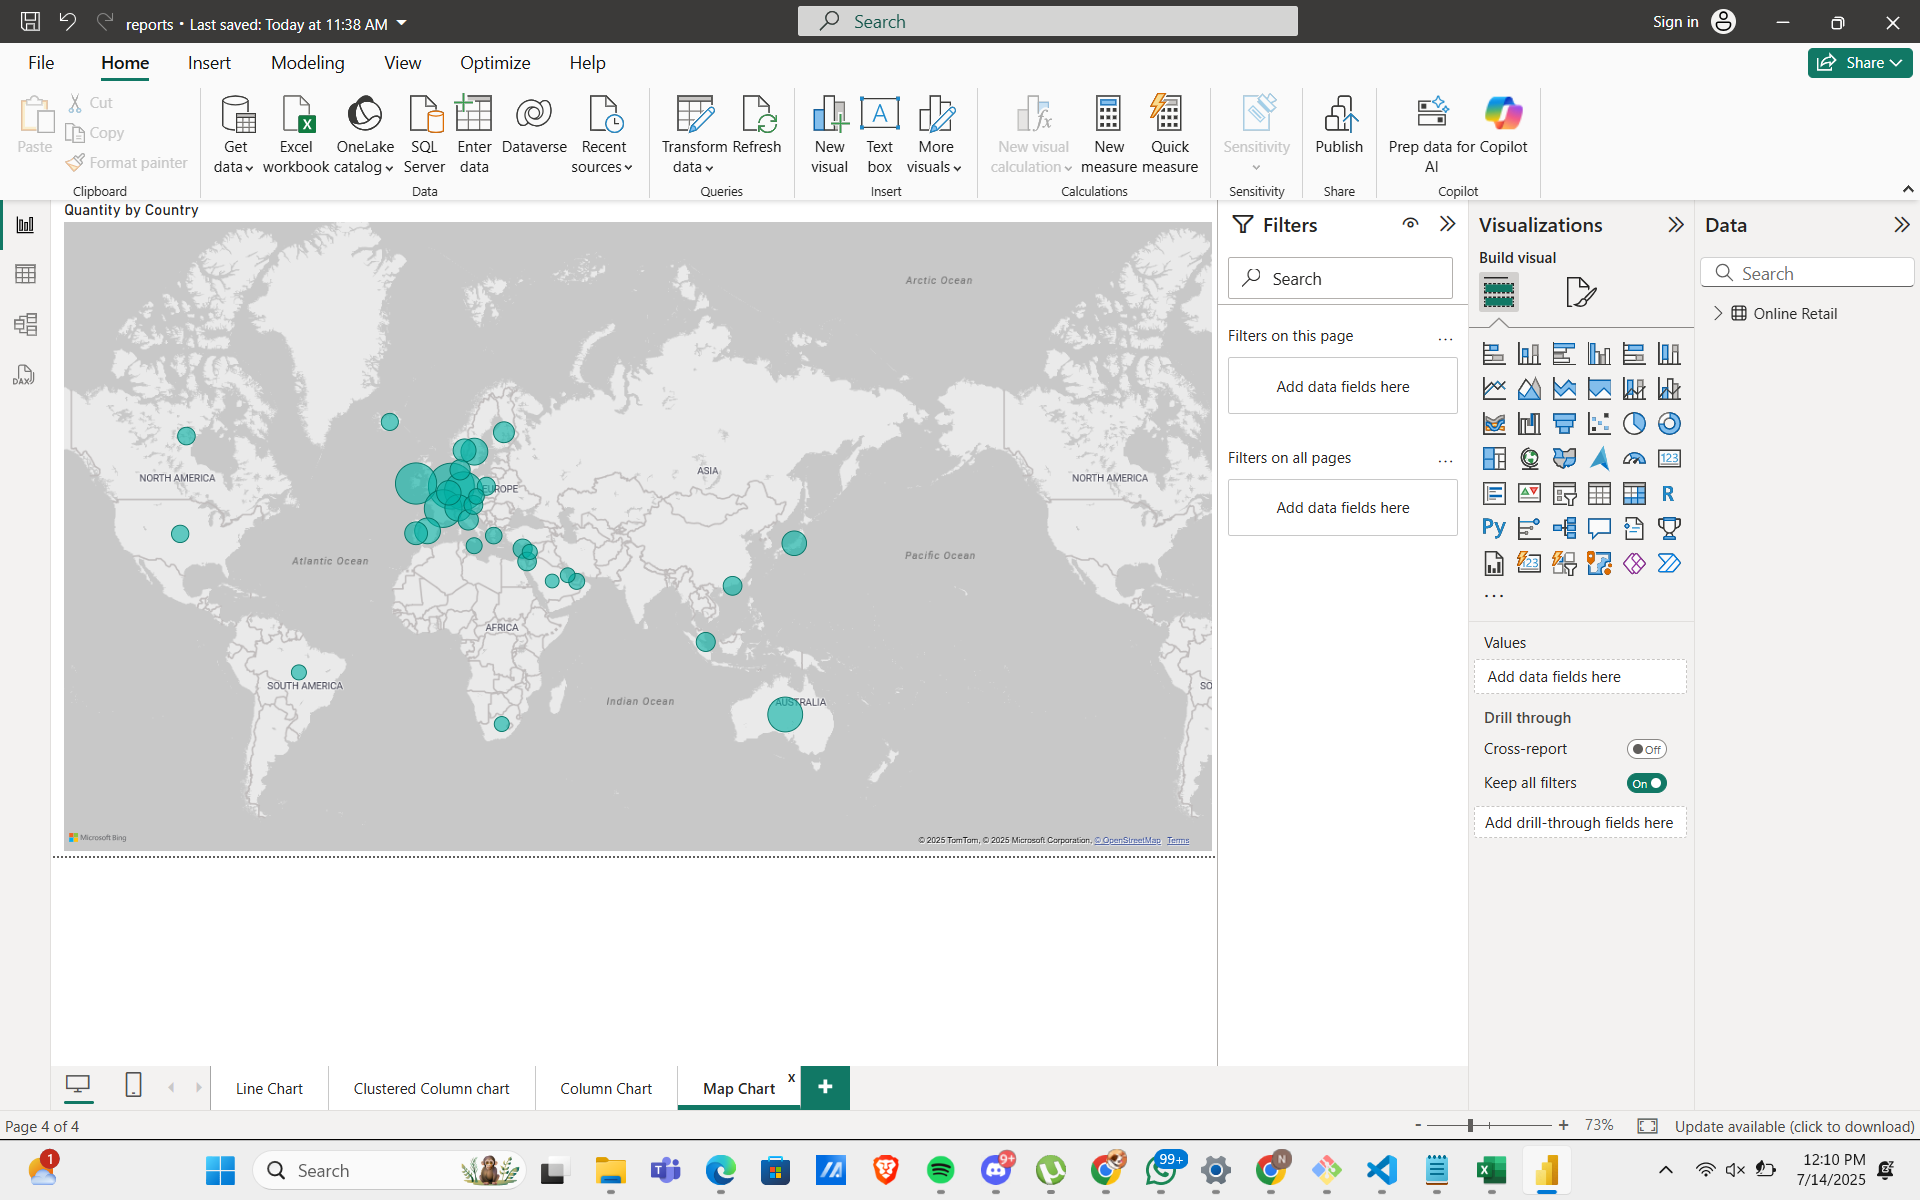 reports • Last saved: Today at 11:38 AM
Search
Sign in
File
Home
Insert
Modeling
View
Optimize
Help
Share
Paste
Cut
Copy
Format painter
Clipboard
Get data
Excel workbook
OneLake catalog
SQL Server
Enter data
Dataverse
Recent sources
Data
Transform data
Refresh
Queries
New visual
Text box
More visuals
Insert
New visual calculation
New measure
Quick measure
Calculations
Sensitivity
Sensitivity
Publish
Share
Prep data for AI
Copilot
Copilot
Quantity by Country
Arctic Ocean
NORTH AMERICA
EUROPE
ASIA
NORTH AMERICA
Atlantic Ocean
Pacific Ocean
AFRICA
SOUTH AMERICA
Indian Ocean
AUSTRALIA
SO
Microsoft Bing
© 2025 TomTom, © 2025 Microsoft Corporation, © OpenStreetMap Terms
Filters
Search
Filters on this page
...
Add data fields here
Filters on all pages
...
Add data fields here
Visualizations
Build visual
123
R
Py
123
...
Values
Add data fields here
Drill through
Cross-report
Off
Keep all filters
On
Add drill-through fields here
Data
Search
Online Retail
DAX
Line Chart
Clustered Column chart
Column Chart
Map Chart
x
+
Page 4 of 4
- + 73%
Update available (click to download)
1
Search
9+
99+
N
12:10 PM
7/14/2025